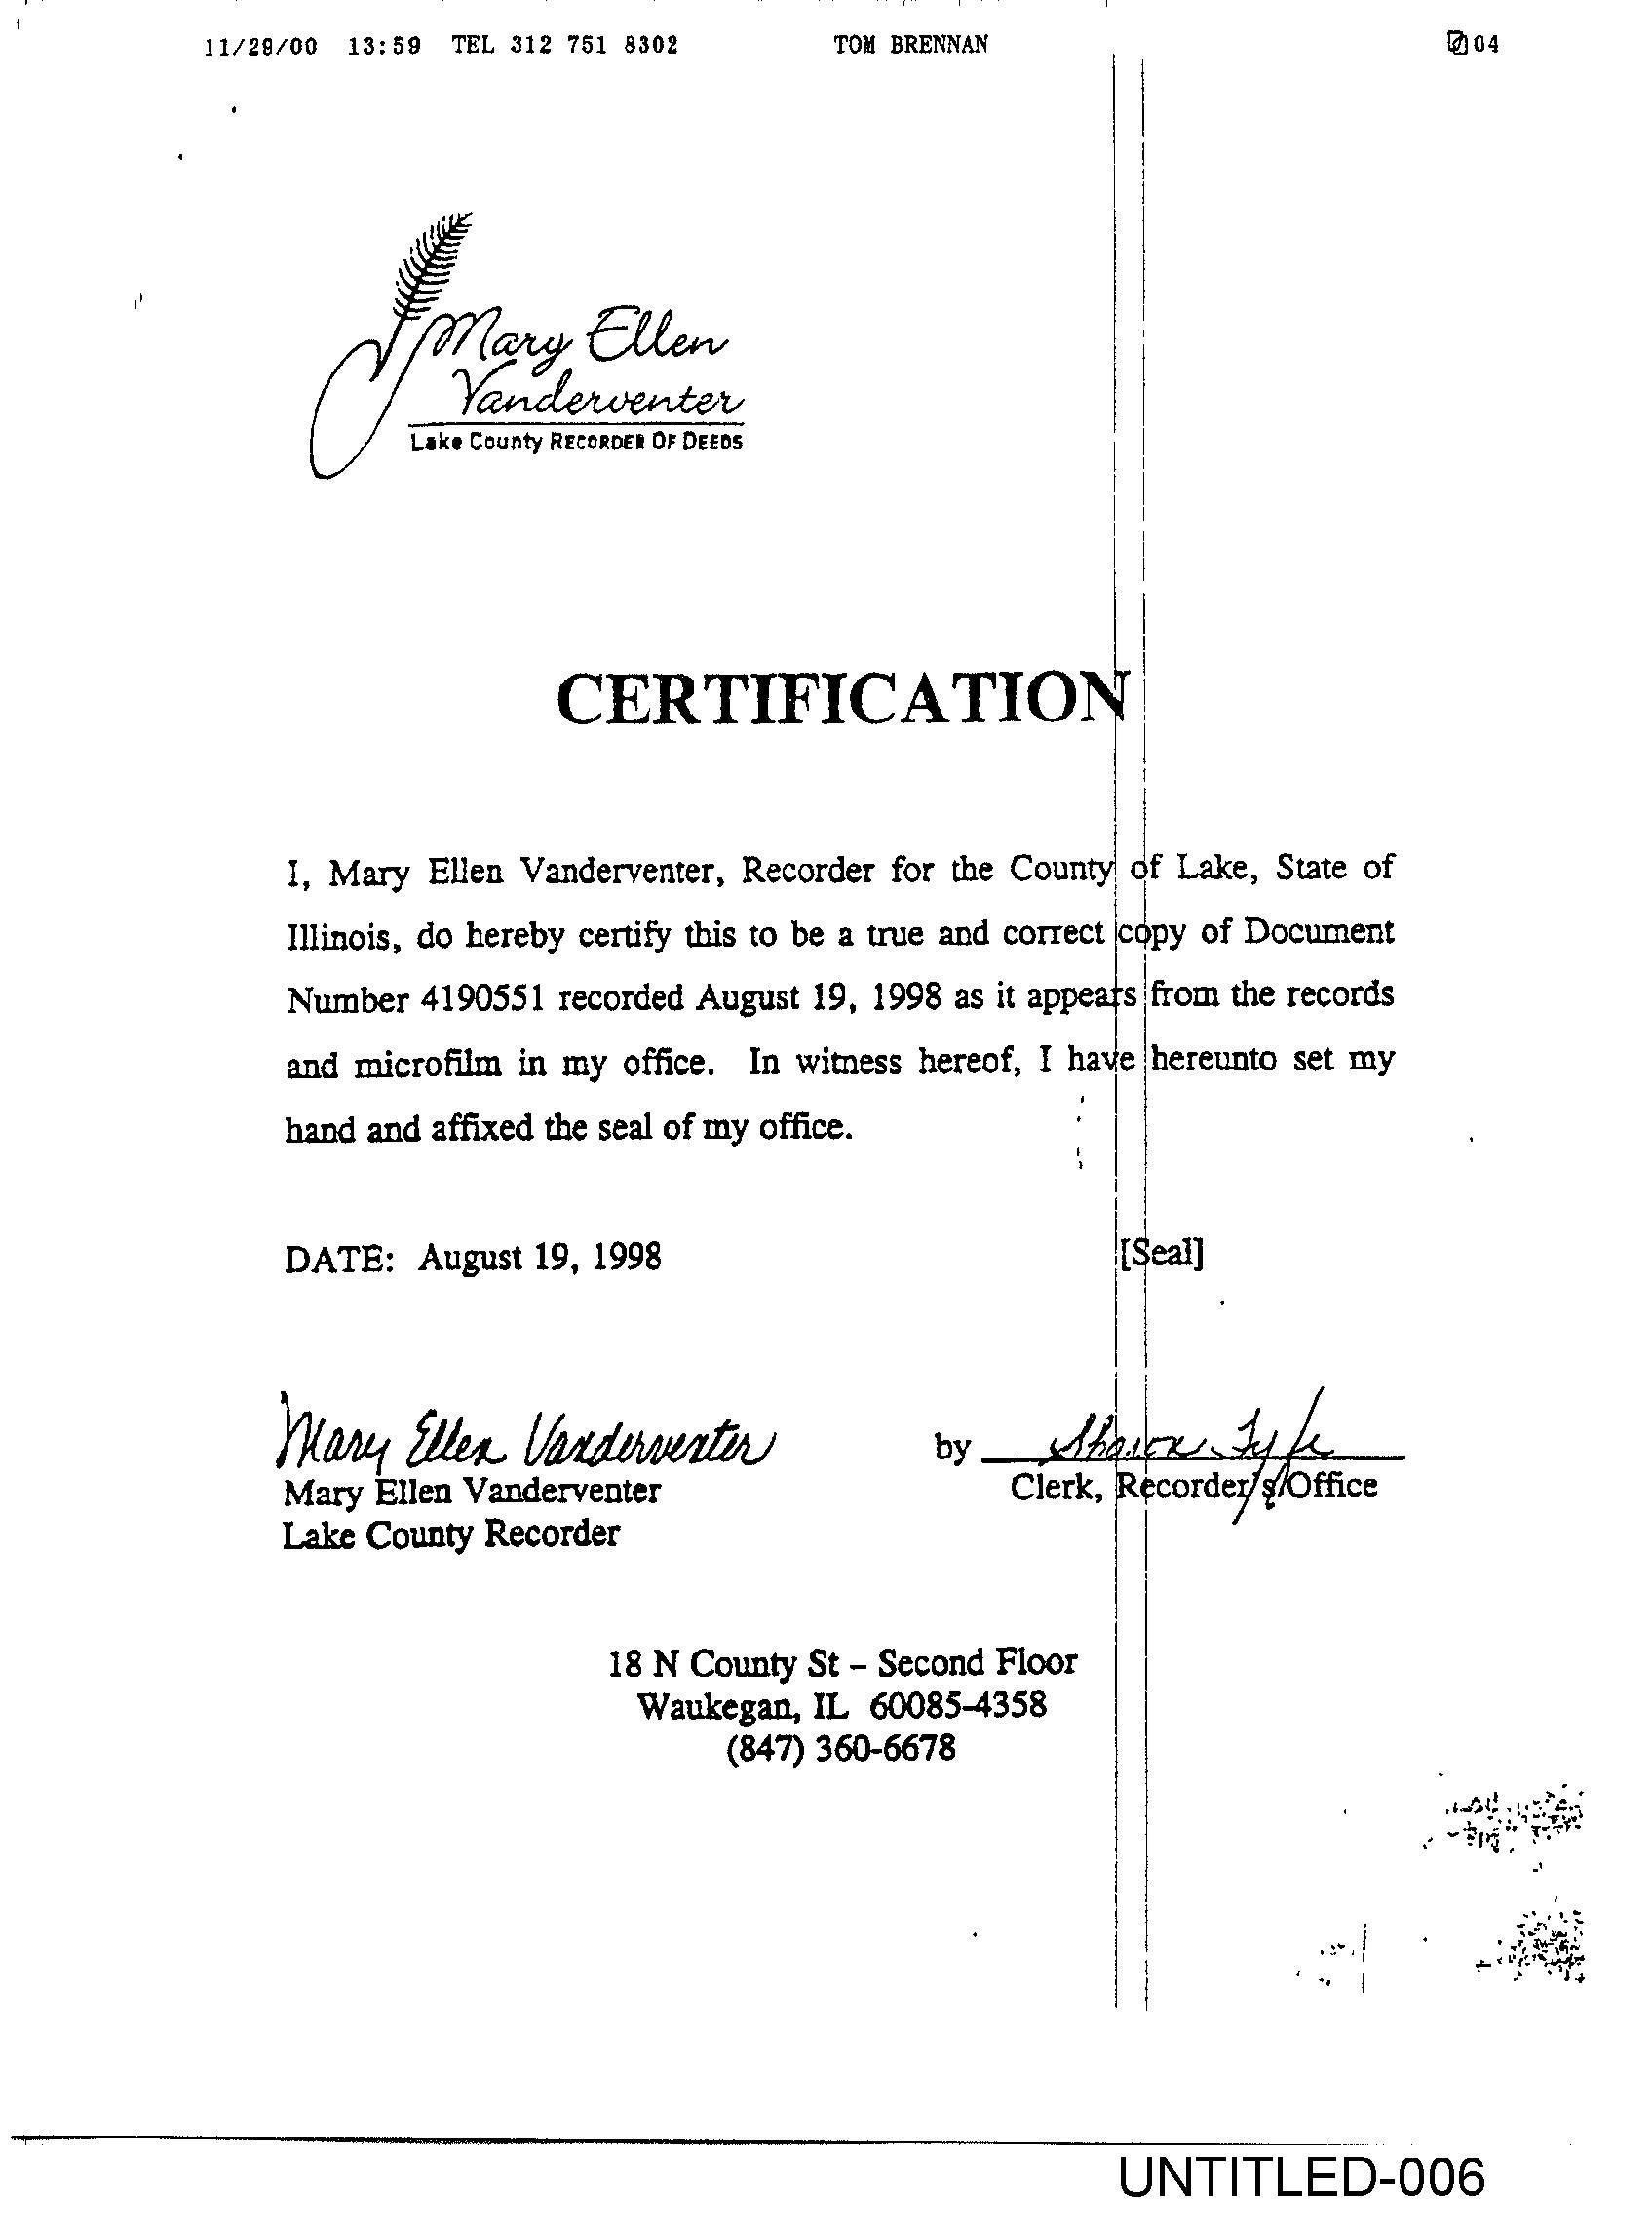 11/29/00 13:59 TEL 312 751 8302 TOM BRENNAN 04
Mary Ellen
Vanderventer
Lake County RECORDER OF DEEDS
CERTIFICATION
I, Mary Ellen Vanderventer, Recorder for the County of Lake, State of
Illinois, do hereby certify this to be a true and correct copy of Document
Number 4190551 recorded August 19, 1998 as it appears from the records
and microfilm in my office. In witness hereof, I have hereunto set my
hand and affixed the seal of my office.
DATE: August 19, 1998 [Seal]
Mary Ellen Vanderventer by Sharon Fyfe
Mary Ellen Vanderventer Clerk, Recorder's Office
Lake County Recorder
18 N County St – Second Floor
Waukegan, IL 60085-4358
(847) 360-6678
UNTITLED-006